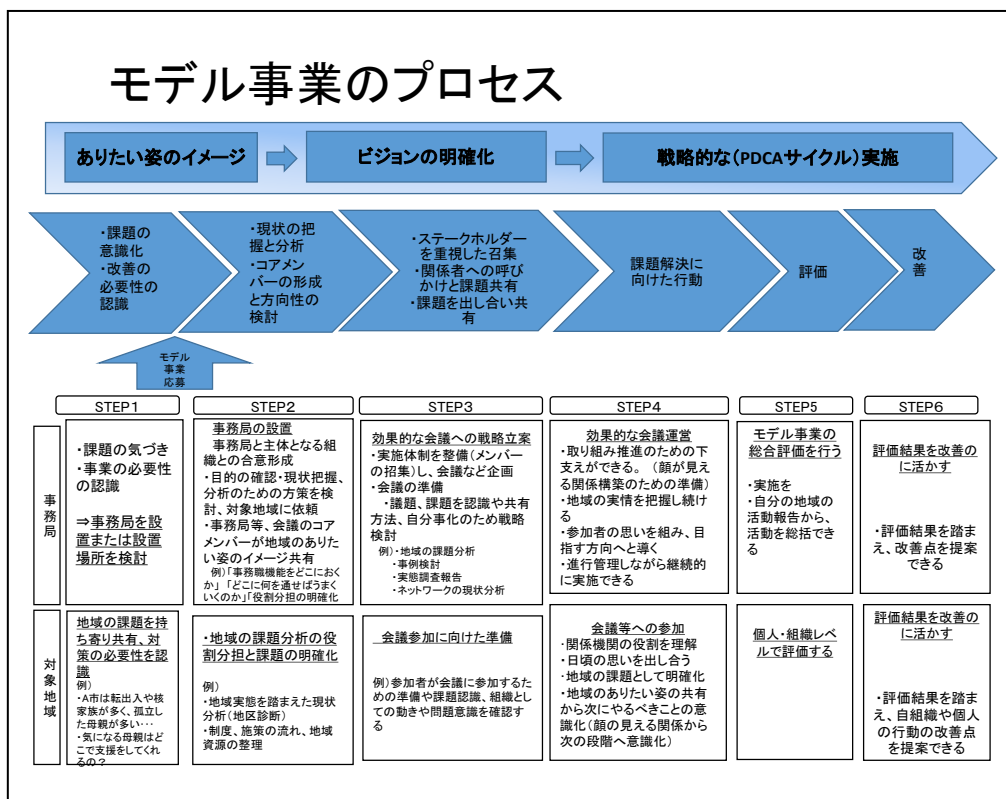 モデル事業のプロセス
ありたい姿のイメージ
ビジョンの明確化
戦略的な(PDCAサイクル)実施
・課題の
意識化
・改善の
必要性の
認識
・現状の把
握と分析
・コアメン
バーの形成
と方向性の
検討
・ステークホルダー
を重視した召集
・関係者への呼び
かけと課題共有
・課題を出し合い共
有
課題解決に
向けた行動
評価
改
善
モデル
事業
応募
STEP1
STEP2
STEP3
STEP4
STEP5
STEP6
事
務
局
・課題の気づき
・事業の必要性
の認識
⇒事務局を設
置または設置
場所を検討
事務局の設置
事務局と主体となる組
織との合意形成
・目的の確認・現状把握、
分析のための方策を検
討、対象地域に依頼
・事務局等、会議のコア
メンバーが地域のありた
い姿のイメージ共有
例)「事務職機能をどこにおく
か」「どこに何を通せばうまく
いくのか」「役割分担の明確化
効果的な会議への戦略立案
・実施体制を整備(メンバー
の招集)し、会議など企画
・会議の準備
・議題、課題を認識や共有
方法、自分事化のため戦略
検討
例)・地域の課題分析
・事例検討
・実態調査報告
・ネットワークの現状分析
効果的な会議運営
・取り組み推進のための下
支えができる。（顔が見え
る関係構築のための準備）
・地域の実情を把握し続け
る
・参加者の思いを組み、目
指す方向へと導く
・進行管理しながら継続的
に実施できる
モデル事業の
総合評価を行う
・実施を
・自分の地域の
活動報告から、
活動を総括でき
る
評価結果を改善の
に活かす
・評価結果を踏ま
え、改善点を提案
できる
対
象
地
域
地域の課題を持
ち寄り共有、対
策の必要性を認
識
例）
・A市は転出入や核
家族が多く、孤立し
た母親が多い･･･
・気になる母親はど
こで支援をしてくれ
るの？
・地域の課題分析の役
割分担と課題の明確化
例）
・地域実態を踏まえた現状
分析(地区診断)
・制度、施策の流れ、地域
資源の整理
会議参加に向けた準備
例）参加者が会議に参加するた
めの準備や課題認識、組織と
しての動きや問題意識を確認す
る
会議等への参加
・関係機関の役割を理解
・日頃の思いを出し合う
・地域の課題として明確化
・地域のありたい姿の共有
から次にやるべきことの意
識化(顔の見える関係から
次の段階へ意識化)
個人・組織レベ
ルで評価する
評価結果を改善の
に活かす
・評価結果を踏ま
え、自組織や個人
の行動の改善点
を提案できる